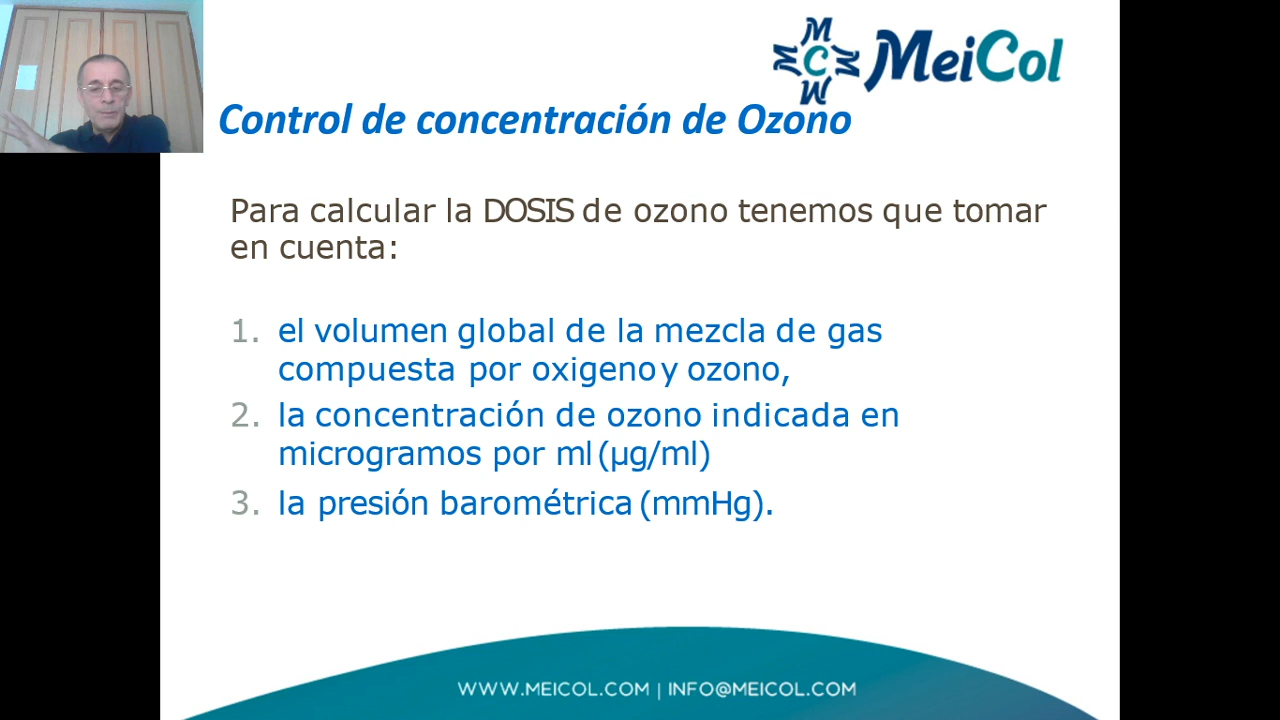 MeiCol
Control de concentración de Ozono
Para calcular la DOSIS de ozono tenemos que tomar
en cuenta:
1. el volumen global de la mezcla de gas
compuesta por oxigeno y ozono,
2. la concentración de ozono indicada en
microgramos por ml (µg/ml)
3. la presión barométrica (mmHg).
WWW.MEICOL.COM | INFO@MEICOL.COM